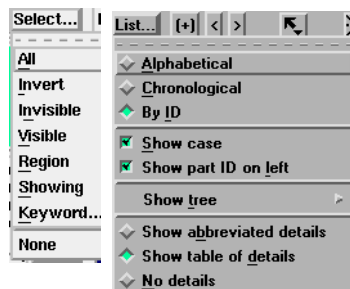 Select...
All
Invert
Invisible
Visible
Region
Showing
Keyword...
None
List... (+) < >
Alphabetical
Chronological
By ID
Show case
Show part ID on left
Show tree
Show abbreviated details
Show table of details
No details